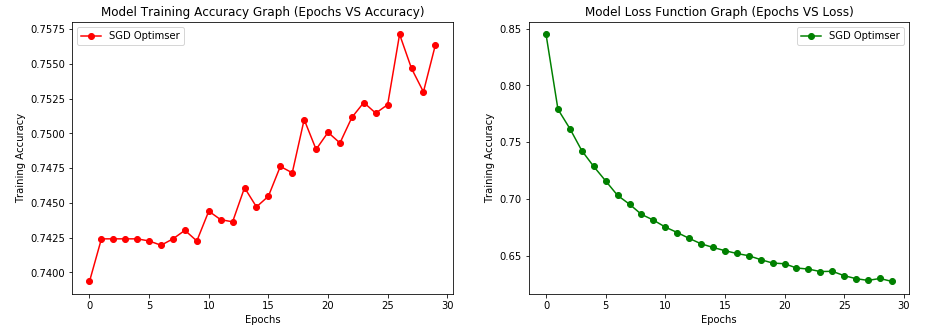 Model Training Accuracy Graph (Epochs VS Accuracy)
SGD Optimser
0.7575
0.7550
0.7525
0.7500
0.7475
0.7450
0.7425
0.7400
Training Accuracy
0 5 10 15 20 25 30
Epochs
Model Loss Function Graph (Epochs VS Loss)
SGD Optimser
0.85
0.80
0.75
0.70
0.65
Training Accuracy
0 5 10 15 20 25 30
Epochs